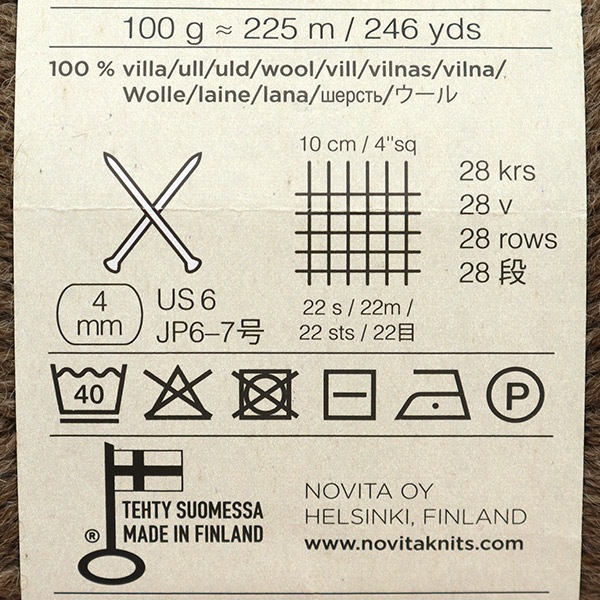 100 g ≈ 225 m / 246 yds
100 % villa/ull/uld/wool/vill/vilnas/vilna/
Wolle/laine/lana/шерсть/ウール
10 cm / 4"sq
28 krs
28 v
28 rows
28 段
4
mm
US 6
JP6–7号
22 s / 22m /
22 sts / 22目
40
P
TEHTY SUOMESSA
® MADE IN FINLAND
NOVITA OY
HELSINKI, FINLAND
www.novitaknits.com